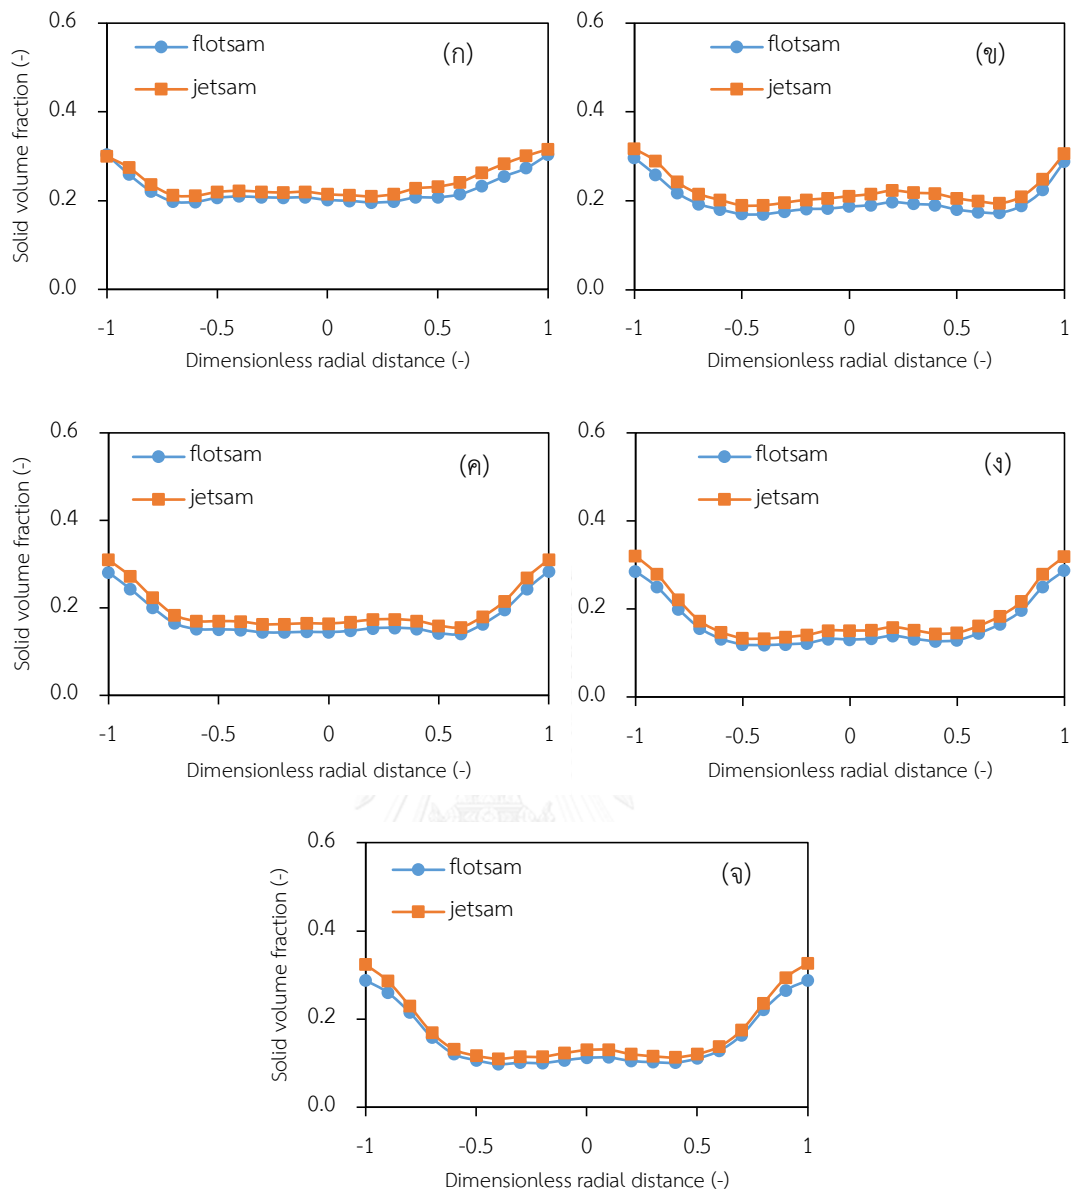 0.6
0.4
0.2
0.0
Solid volume fraction (-)
flotsam
jetsam
(ก)
-1
-0.5
0
0.5
1
Dimensionless radial distance (-)
0.6
0.4
0.2
0.0
flotsam
jetsam
(ข)
-1
-0.5
0
0.5
1
Dimensionless radial distance (-)
0.6
0.4
0.2
0.0
Solid volume fraction (-)
flotsam
jetsam
(ค)
-1
-0.5
0
0.5
1
Dimensionless radial distance (-)
0.6
0.4
0.2
0.0
flotsam
jetsam
(ง)
-1
-0.5
0
0.5
1
Dimensionless radial distance (-)
0.6
0.4
0.2
0.0
Solid volume fraction (-)
flotsam
jetsam
(จ)
-1
-0.5
0
0.5
1
Dimensionless radial distance (-)